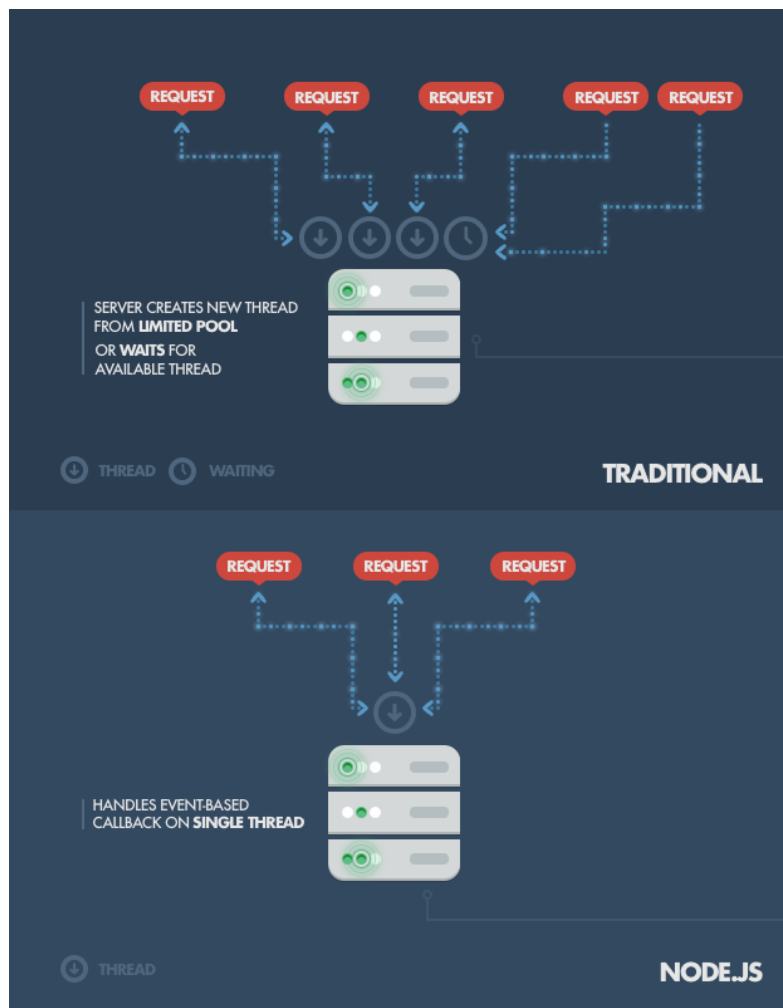 REQUEST
REQUEST
REQUEST
REQUEST
REQUEST
SERVER CREATES NEW THREAD
FROM LIMITED POOL
OR WAITS FOR
AVAILABLE THREAD
THREAD
WAITING
TRADITIONAL
REQUEST
REQUEST
REQUEST
HANDLES EVENT-BASED
CALLBACK ON SINGLE THREAD
THREAD
NODE.JS